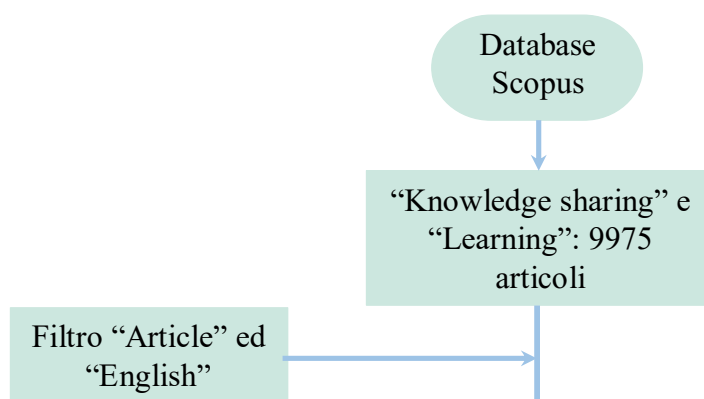 Database
Scopus
“Knowledge sharing” e
“Learning”: 9975
articoli
Filtro “Article” ed
“English”